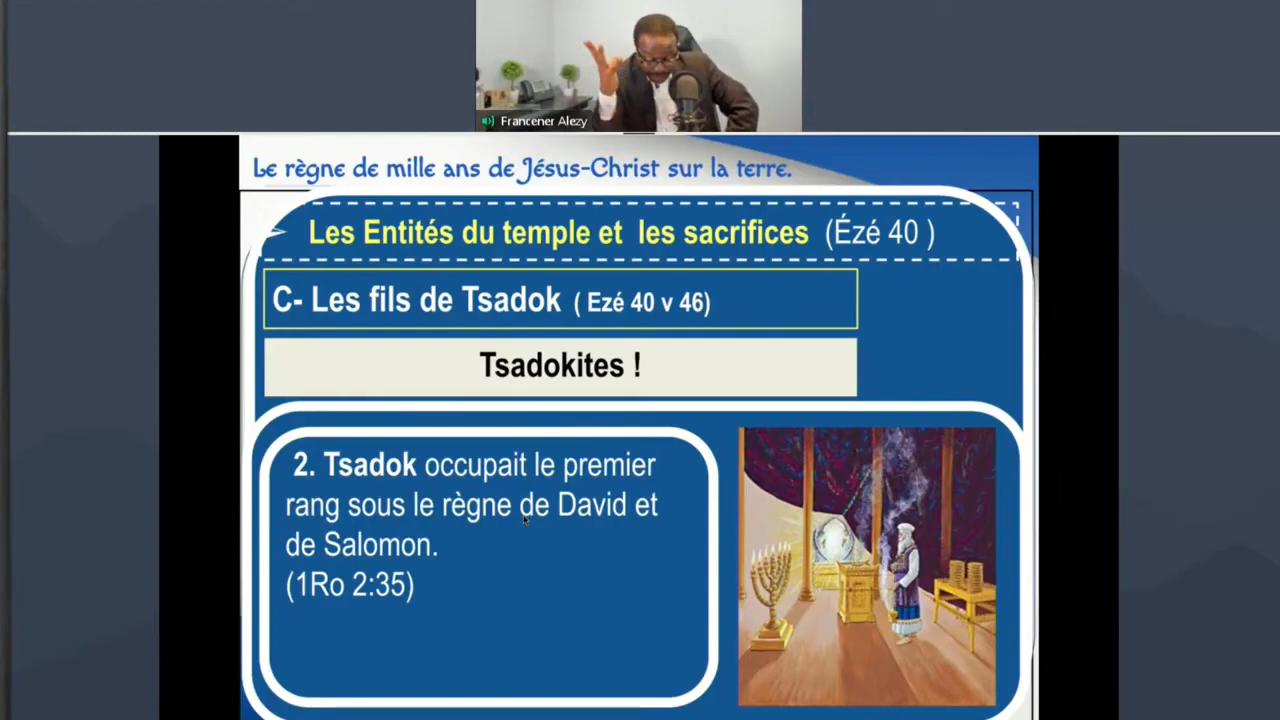 Francener Alezy
Le règne de mille ans de Jésus-Christ sur la terre.
Les Entités du temple et les sacrifices (Ézé 40 )
C- Les fils de Tsadok ( Ezé 40 v 46)
Tsadokites !
2. Tsadok occupait le premier
rang sous le règne de David et
de Salomon.
(1Ro 2:35)